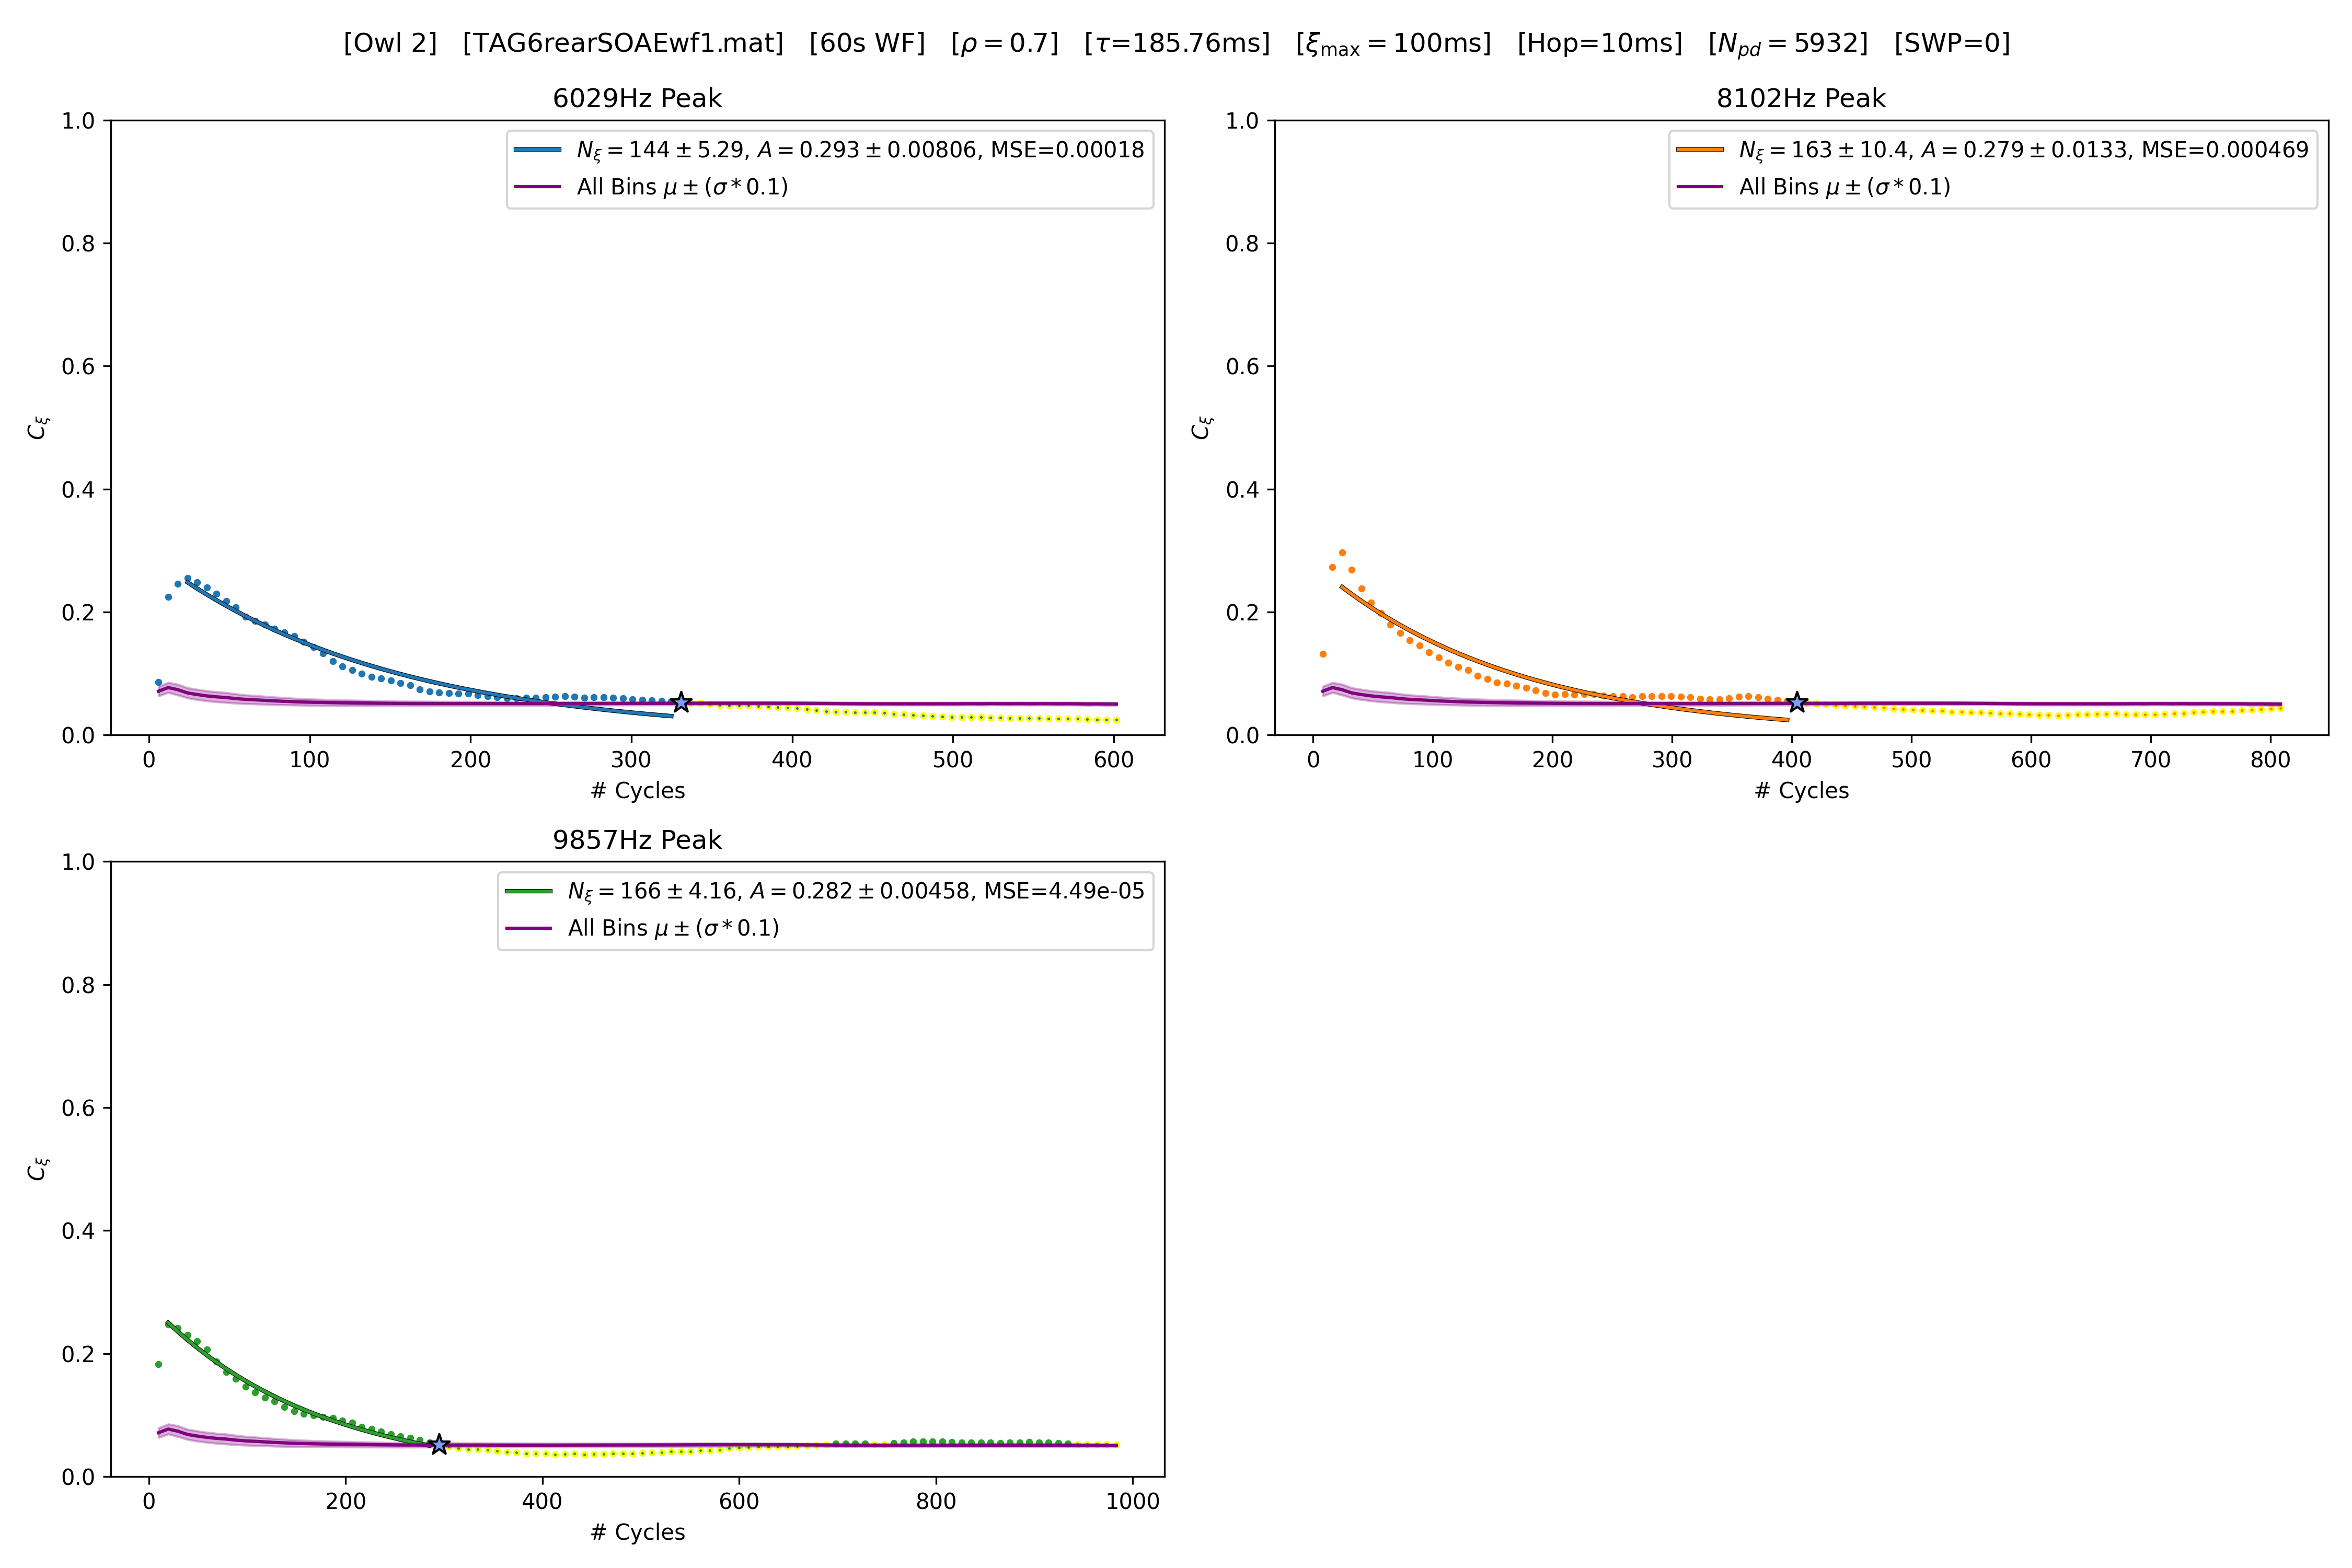 [Owl 2] [TAG6rearSOAEwf1.mat] [60s WF] [ρ = 0.7] [τ=185.76ms] [ξmax = 100ms] [Hop=10ms] [Npd = 5932] [SWP=0]
6029Hz Peak
Nξ = 144 ± 5.29, A = 0.293 ± 0.00806, MSE=0.00018
All Bins μ ± (σ * 0.1)
1.0
0.8
0.6
0.4
0.2
0.0
Cξ
0 100 200 300 400 500 600
# Cycles
8102Hz Peak
Nξ = 163 ± 10.4, A = 0.279 ± 0.0133, MSE=0.000469
All Bins μ ± (σ * 0.1)
1.0
0.8
0.6
0.4
0.2
0.0
Cξ
0 100 200 300 400 500 600 700 800
# Cycles
9857Hz Peak
Nξ = 166 ± 4.16, A = 0.282 ± 0.00458, MSE=4.49e-05
All Bins μ ± (σ * 0.1)
1.0
0.8
0.6
0.4
0.2
0.0
Cξ
0 200 400 600 800 1000
# Cycles